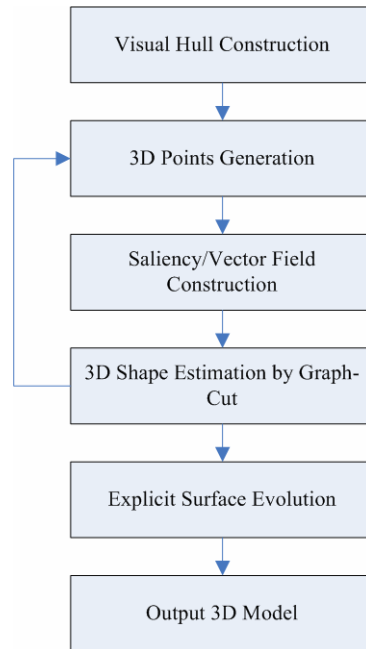 Visual Hull Construction
3D Points Generation
Saliency/Vector Field
Construction
3D Shape Estimation by Graph-
Cut
Explicit Surface Evolution
Output 3D Model